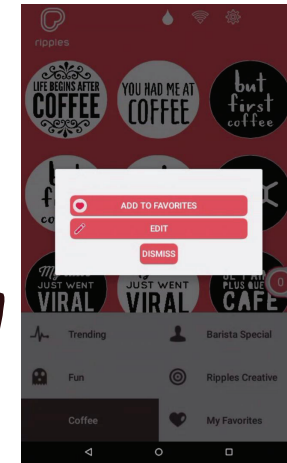 ripples
LIFE BEGINS AFTER
COFFEE
YOU HAD ME AT
COFFEE
but
first
coffee
ADD TO FAVORITES
EDIT
DISMISS
JUST WENT
VIRAL
JUST WENT
VIRAL
PLUS QUE
CAFÉ
0
Trending
Barista Special
Fun
Ripples Creative
Coffee
My Favorites